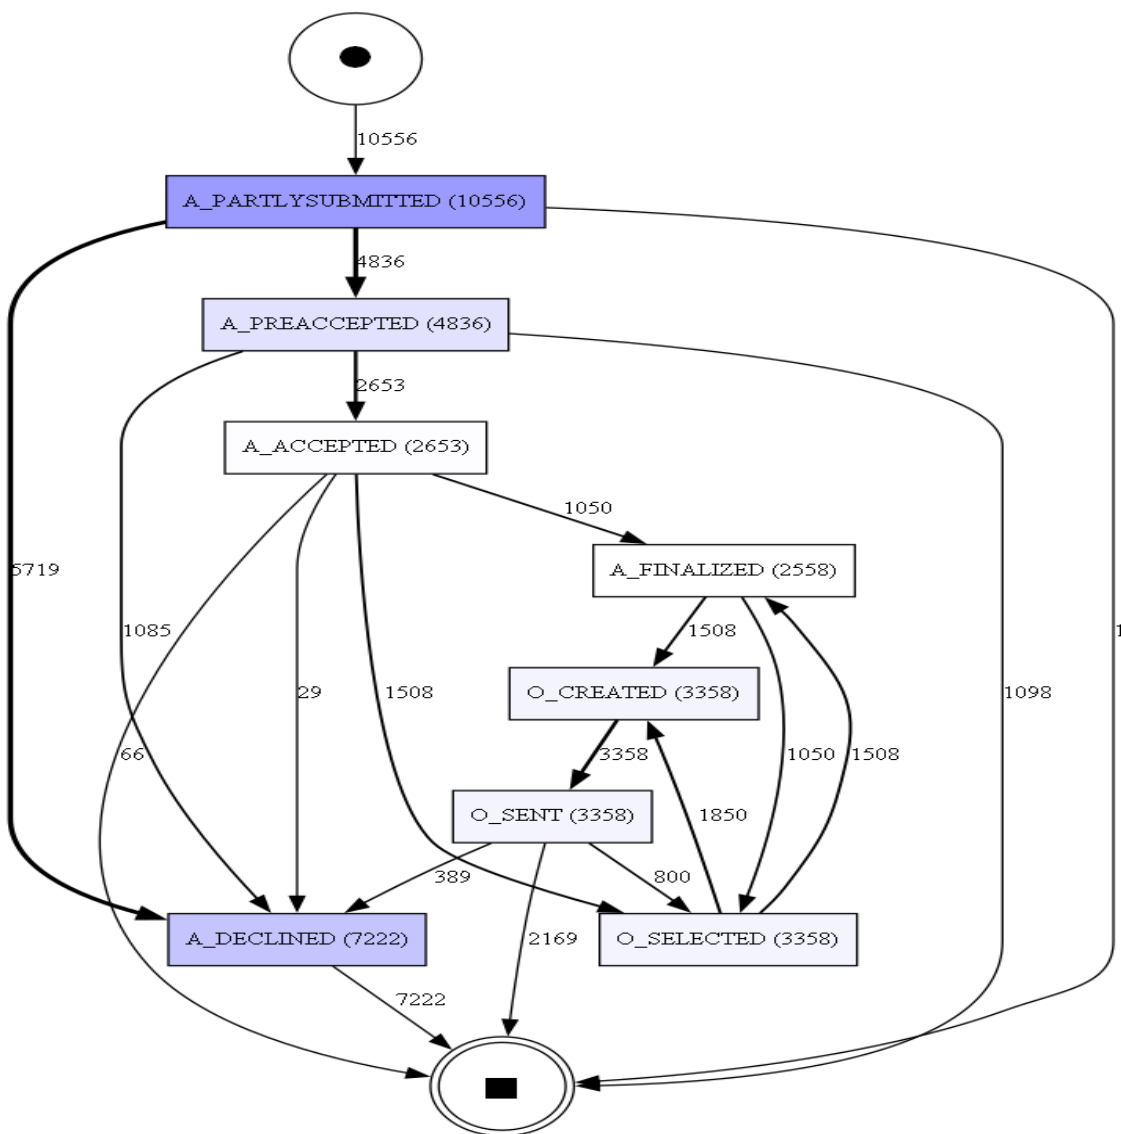 10556
A_PARTLYSUBMITTED (10556)
4836
A_PREACCEPTED (4836)
2653
A_ACCEPTED (2653)
1050
A_FINALIZED (2558)
5719
1085
29
1508
1508
1
O_CREATED (3358)
1098
66
3358
1050
1508
O_SENT (3358)
1850
389
800
A_DECLINED (7222)
2169
O_SELECTED (3358)
7222